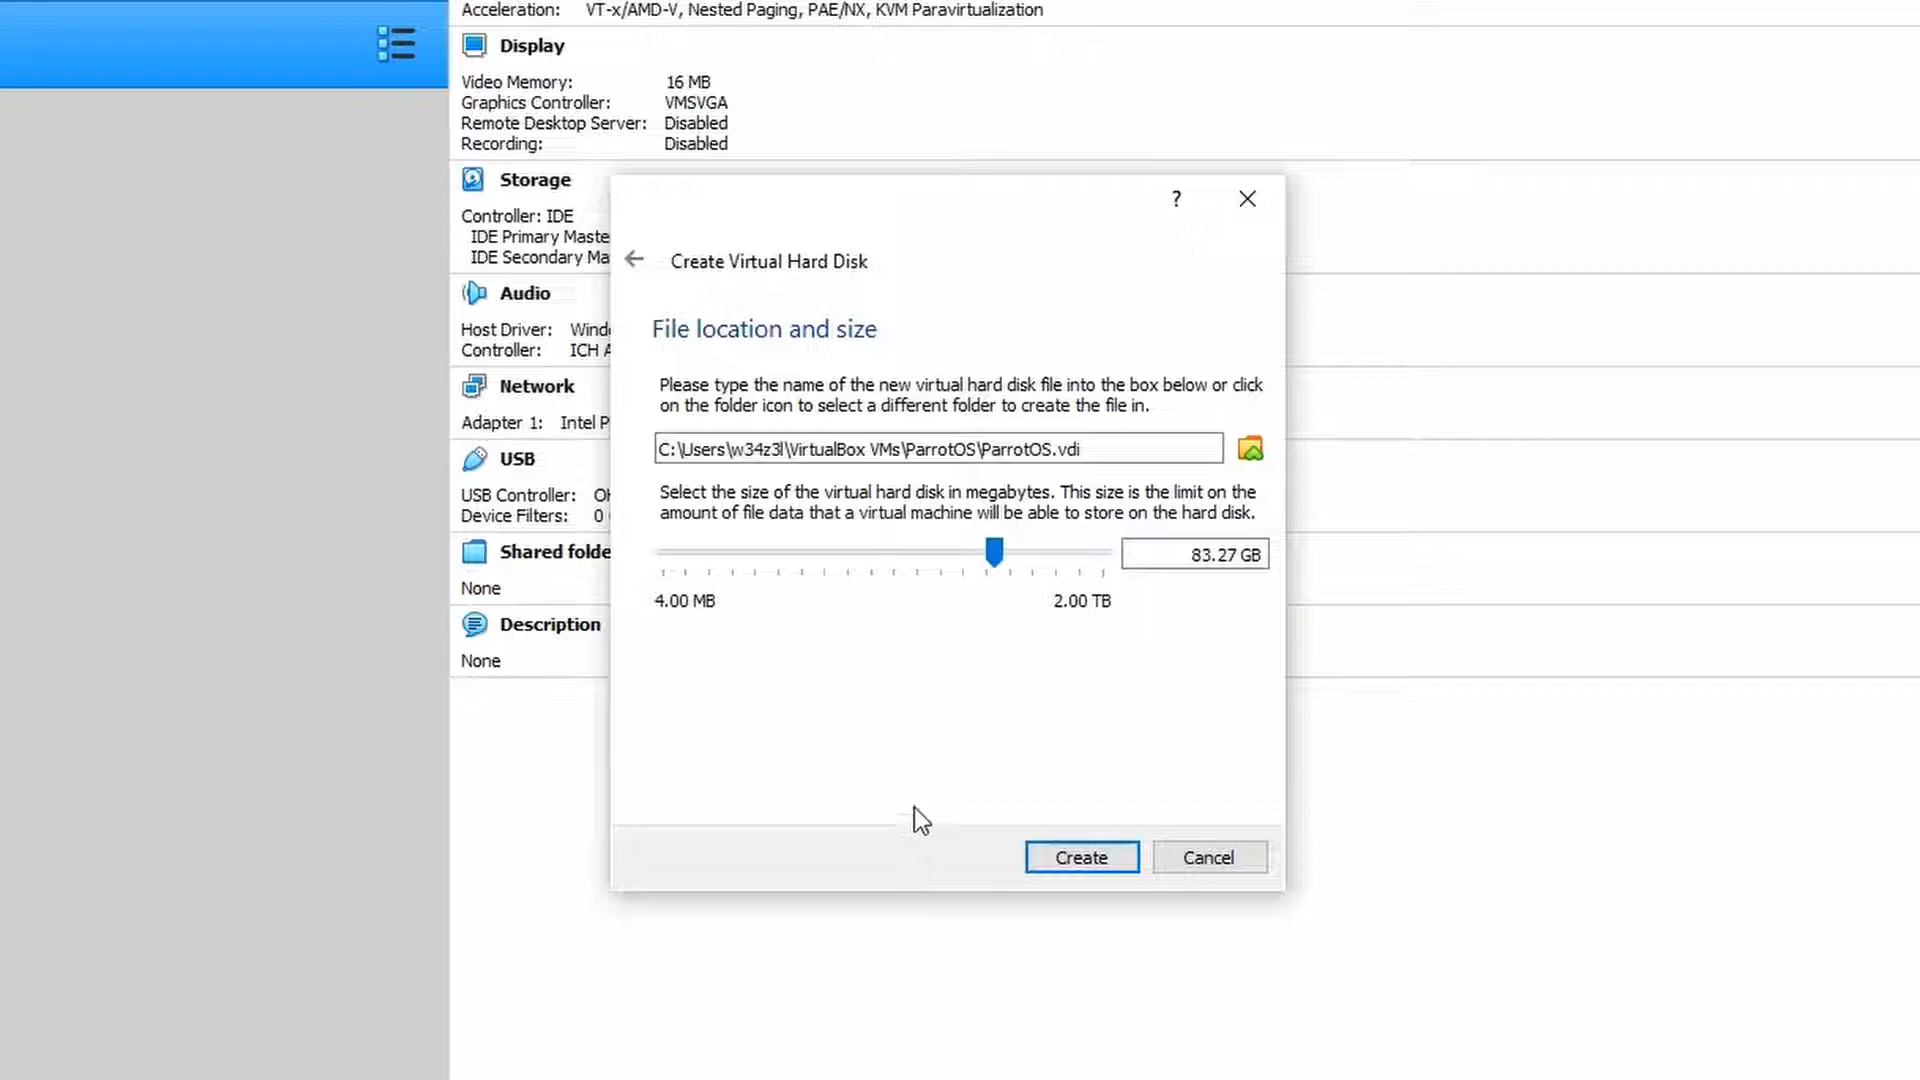 Acceleration: VT-x/AMD-V, Nested Paging, PAE/NX, KVM Paravirtualization
Display
Video Memory: 16 MB
Graphics Controller: VMSVGA
Remote Desktop Server: Disabled
Recording: Disabled
Storage
Controller: IDE
IDE Primary Maste
IDE Secondary Ma
Audio
Host Driver: Windo
Controller: ICH A
Network
Adapter 1: Intel P
USB
USB Controller: OH
Device Filters: 0
Shared folde
None
Description
None
?
Create Virtual Hard Disk
File location and size
Please type the name of the new virtual hard disk file into the box below or click
on the folder icon to select a different folder to create the file in.
C:\Users\w34z3l\VirtualBox VMs\ParrotOS\ParrotOS.vdi
Select the size of the virtual hard disk in megabytes. This size is the limit on the
amount of file data that a virtual machine will be able to store on the hard disk.
83.27 GB
4.00 MB 2.00 TB
Create Cancel